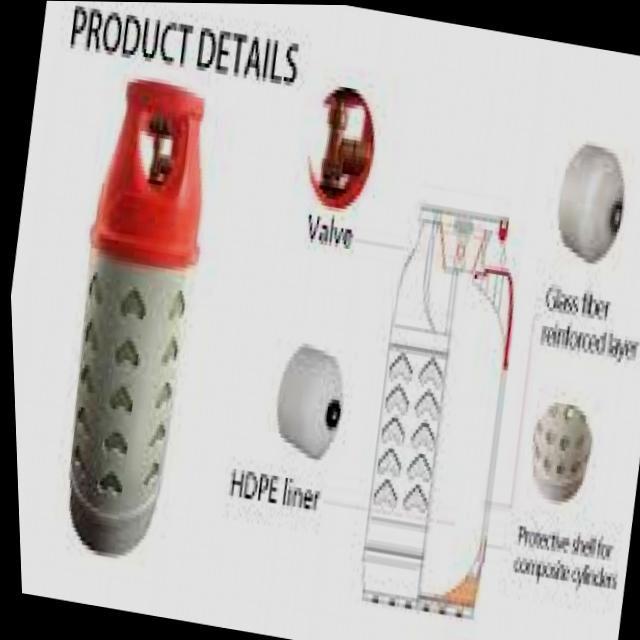 PRODUCT DETAILS
Valve
Glass fiber
reinforced layer
HDPE liner
Protective shell for
composite cylinders